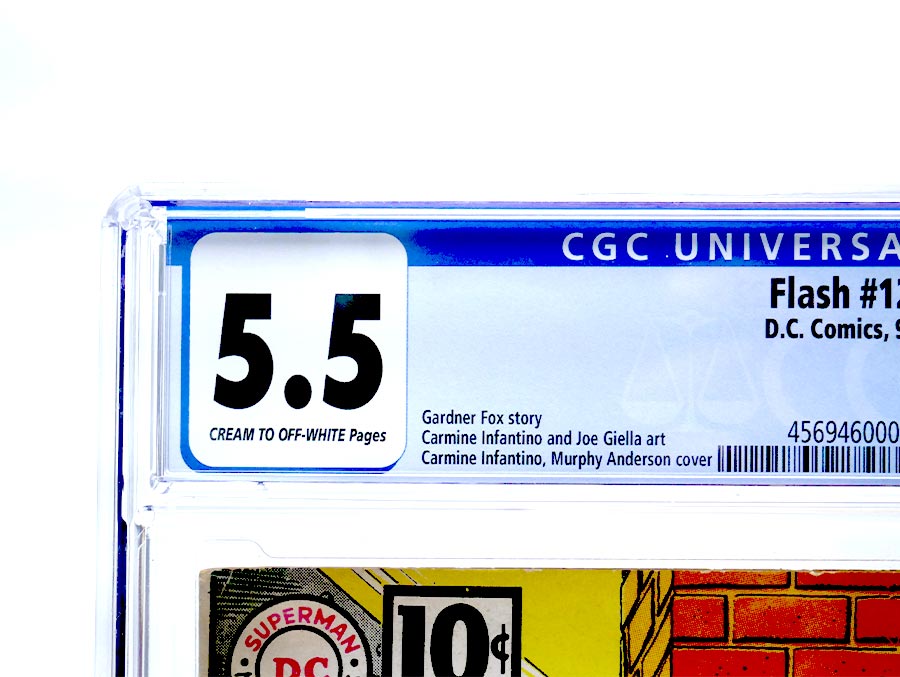 CGC UNIVERSA
5.5
CREAM TO OFF-WHITE Pages
Flash #12
D.C. Comics, 9
Gardner Fox story
Carmine Infantino and Joe Giella art
Carmine Infantino, Murphy Anderson cover
456946000
SUPERMAN
DC
10¢